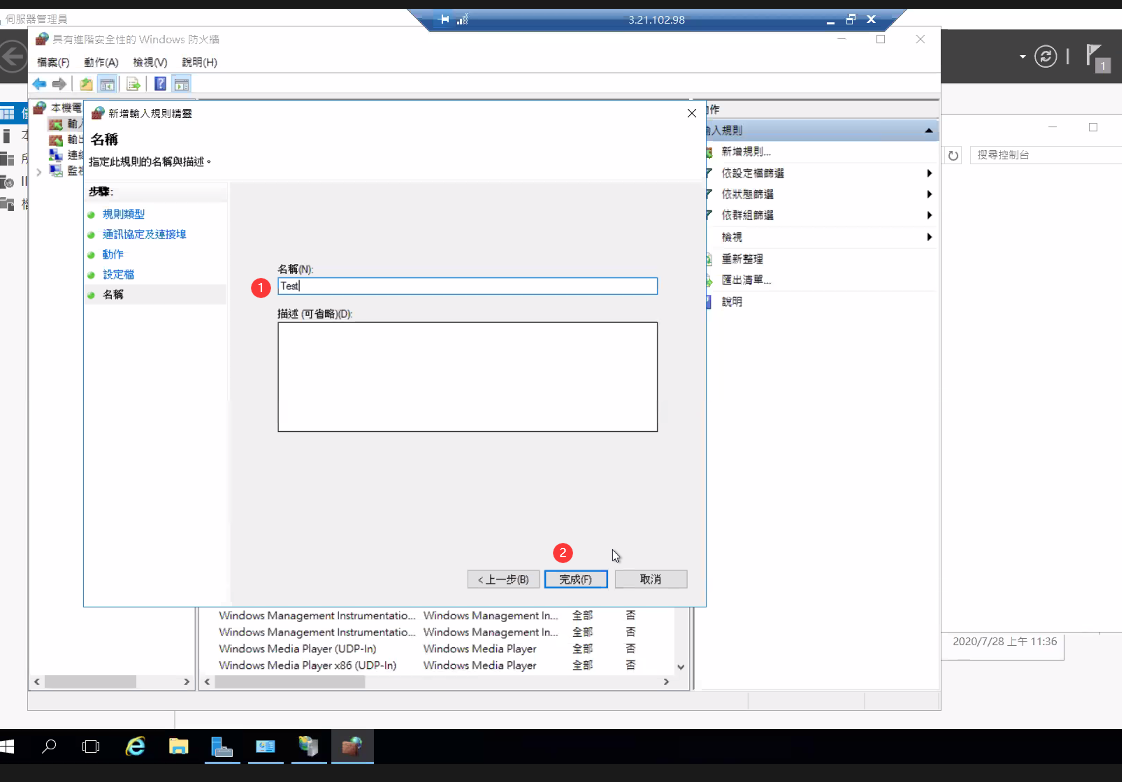 伺服器管理員
3.21.102.98
具有進階安全性的 Windows 防火牆
檔案(F) 動作(A) 檢視(V) 說明(H)
1
本機電
輸入
輸出
連線
監視
新增輸入規則精靈
名稱
指定此規則的名稱與描述。
步驟:
規則類型
通訊協定及連接埠
動作
設定檔
名稱
名稱(N):
1
Test
描述 (可省略)(D):
2
< 上一步(B)
完成(F)
取消
作
入規則
新增規則...
依設定檔篩選
依狀態篩選
依群組篩選
檢視
重新整理
匯出清單...
說明
搜尋控制台
Windows Management Instrumentatio... Windows Management In... 全部 否
Windows Management Instrumentatio... Windows Management In... 全部 否
Windows Media Player (UDP-In) Windows Media Player 全部 否
Windows Media Player x86 (UDP-In) Windows Media Player 全部 否
2020/7/28 上午 11:36